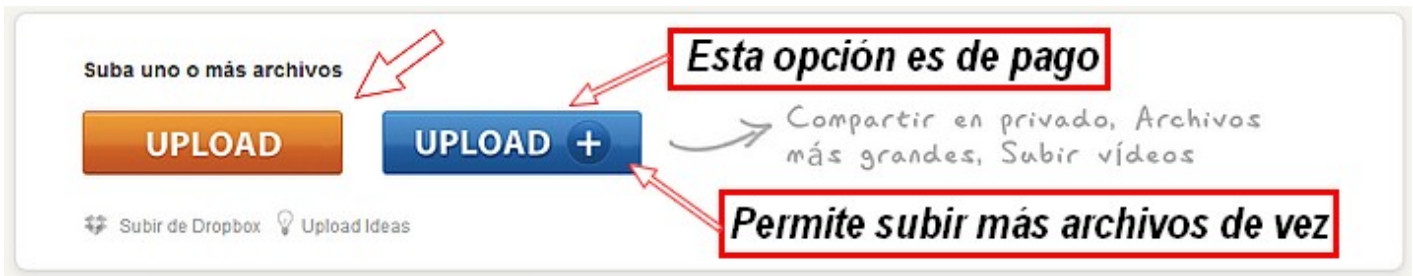 Esta opción es de pago
Suba uno o más archivos
UPLOAD
UPLOAD +
Compartir en privado, Archivos
más grandes, Subir vídeos
Permite subir más archivos de vez
Subir de Dropbox Upload Ideas